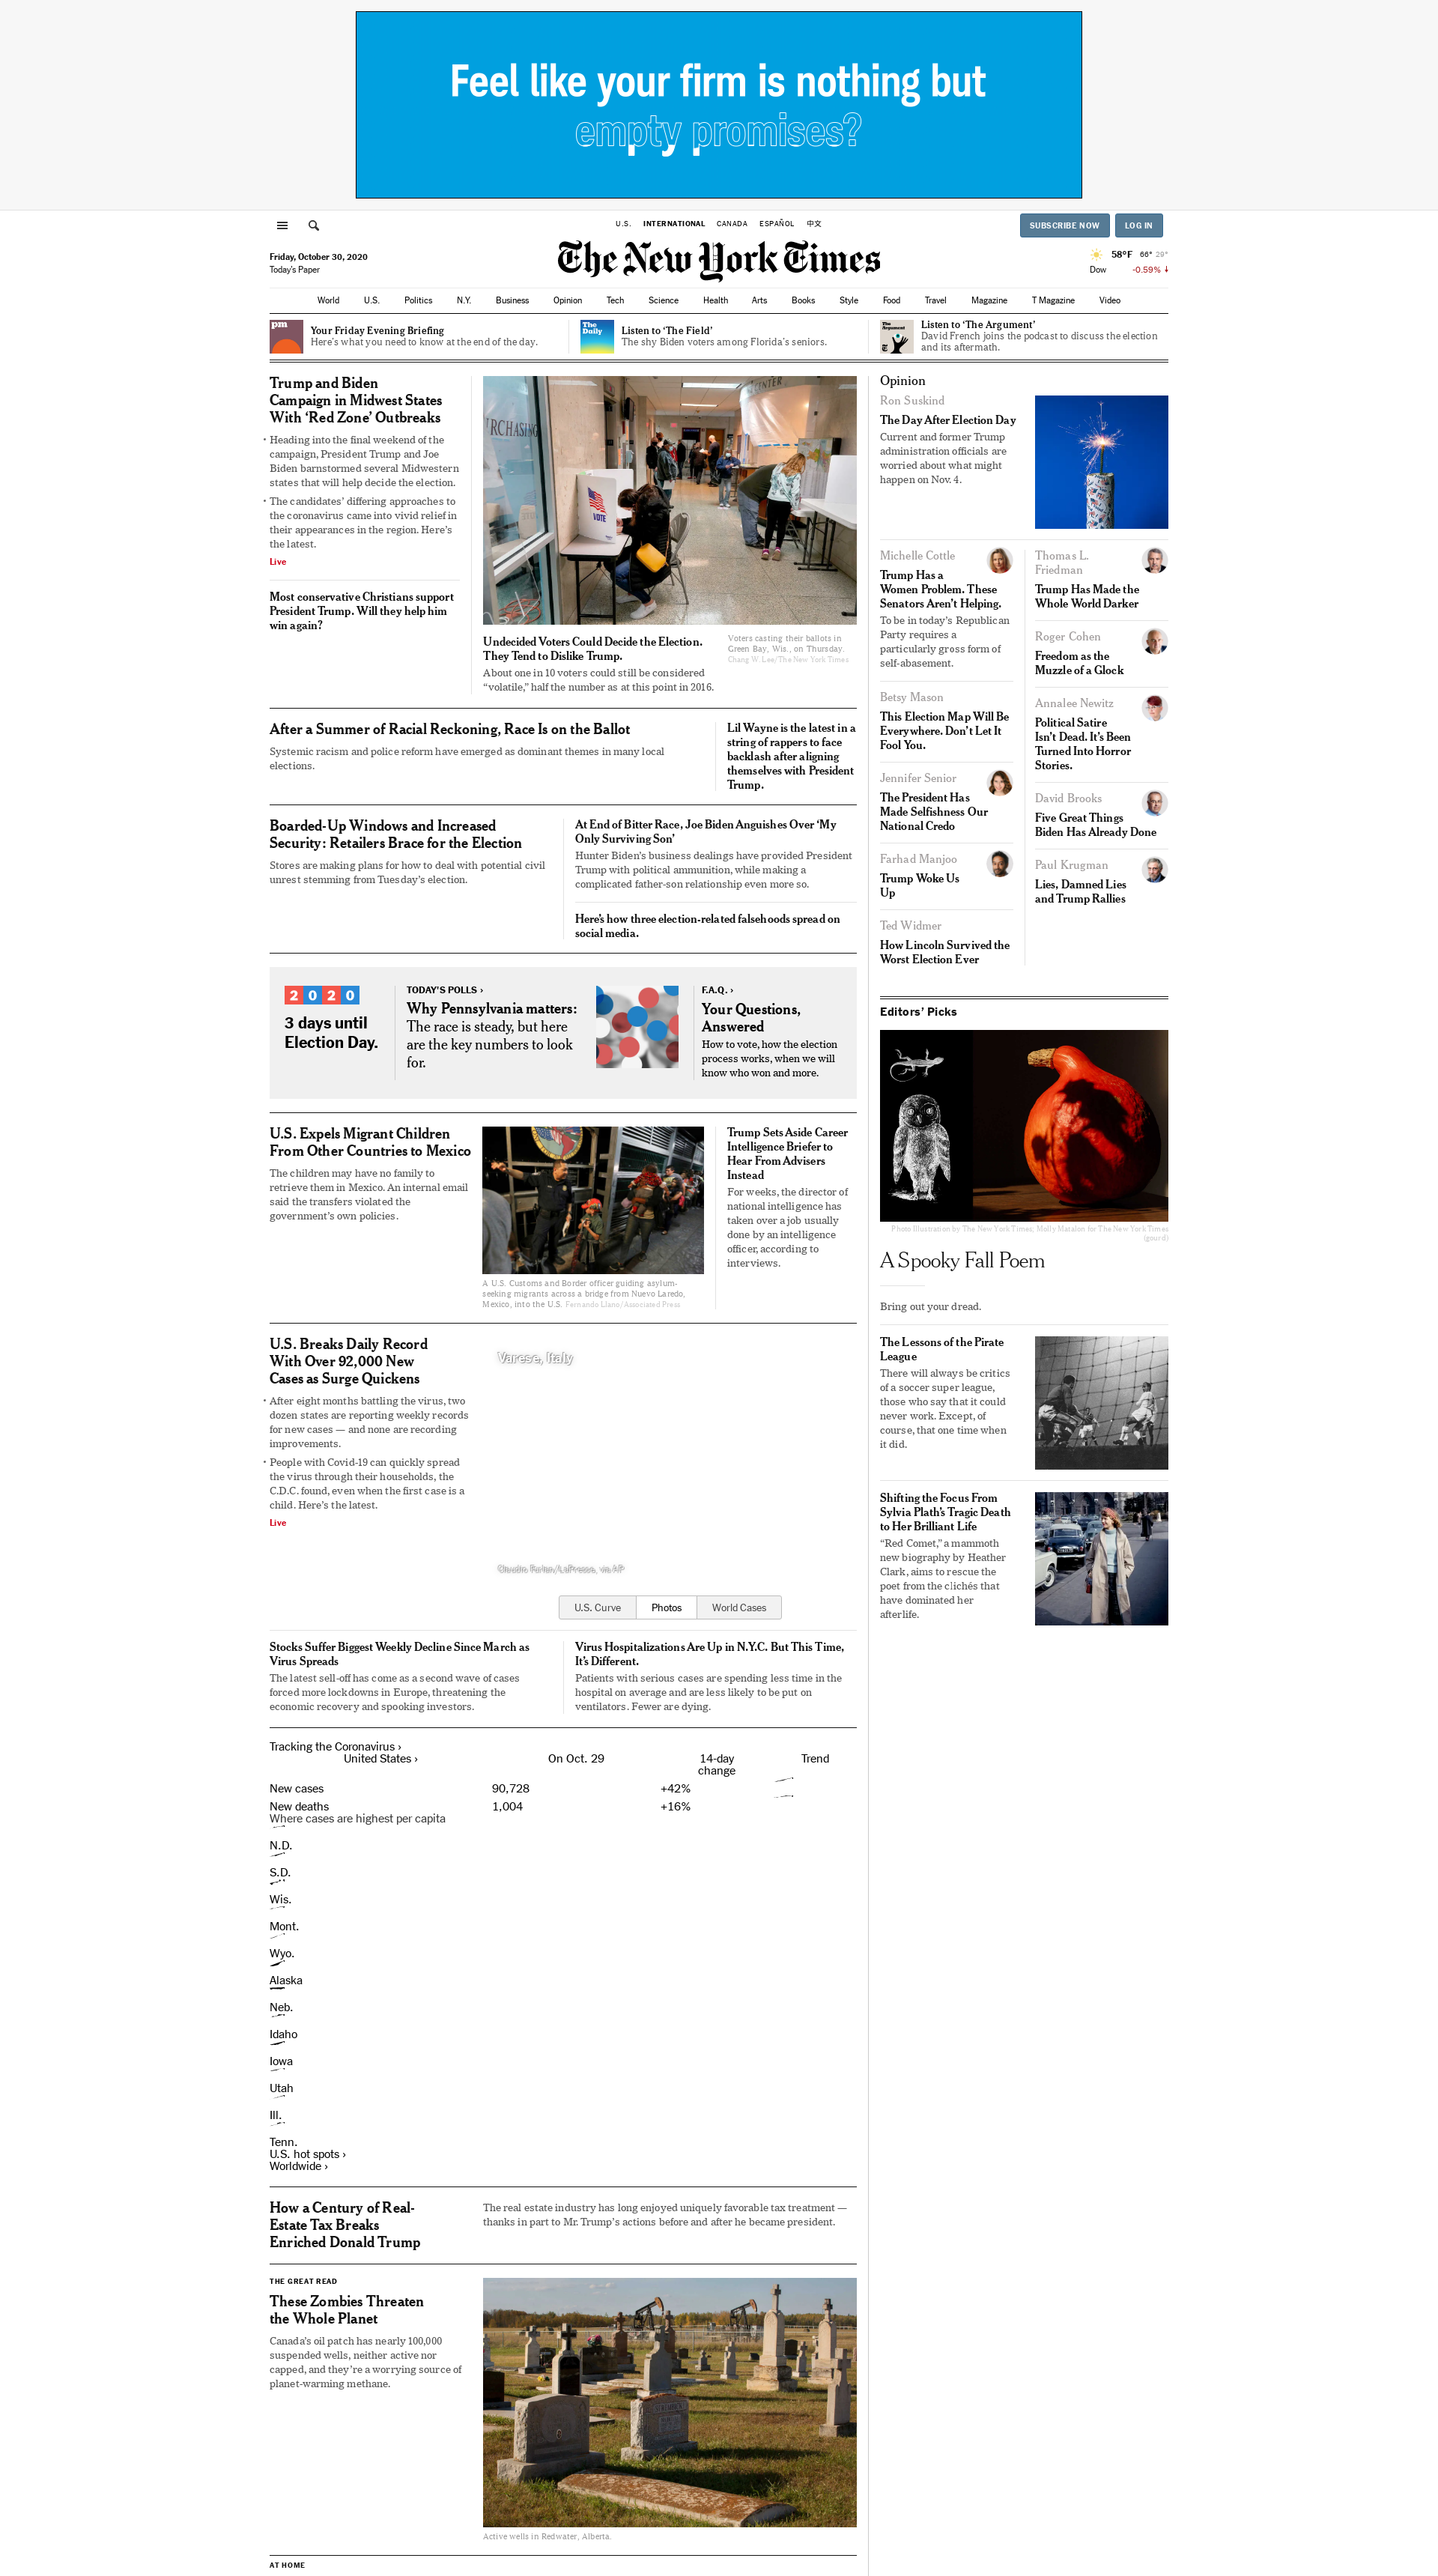 Feel like your firm is nothing but
empty promises?
U.S.
INTERNATIONAL
CANADA
ESPAÑOL
中文
SUBSCRIBE NOW
LOG IN
Friday, October 30, 2020
Today's Paper
The New York Times
58°F 66° 29°
Dow -0.59%
World
U.S.
Politics
N.Y.
Business
Opinion
Tech
Science
Health
Arts
Books
Style
Food
Travel
Magazine
T Magazine
Video
pm
Your Friday Evening Briefing
Here's what you need to know at the end of the day.
The
Daily
Listen to 'The Field'
The shy Biden voters among Florida's seniors.
The
Argument
Listen to 'The Argument'
David French joins the podcast to discuss the election
and its aftermath.
Trump and Biden
Campaign in Midwest States
With 'Red Zone' Outbreaks
• Heading into the final weekend of the
campaign, President Trump and Joe
Biden barnstormed several Midwestern
states that will help decide the election.
• The candidates' differing approaches to
the coronavirus came into vivid relief in
their appearances in the region. Here's
the latest.
Live
Most conservative Christians support
President Trump. Will they help him
win again?
VOTE
Undecided Voters Could Decide the Election.
They Tend to Dislike Trump.
About one in 10 voters could still be considered
"volatile," half the number as at this point in 2016.
Voters casting their ballots in
Green Bay, Wis., on Thursday.
Chang W. Lee/The New York Times
After a Summer of Racial Reckoning, Race Is on the Ballot
Systemic racism and police reform have emerged as dominant themes in many local
elections.
Lil Wayne is the latest in a
string of rappers to face
backlash after aligning
themselves with President
Trump.
Boarded-Up Windows and Increased
Security: Retailers Brace for the Election
Stores are making plans for how to deal with potential civil
unrest stemming from Tuesday's election.
At End of Bitter Race, Joe Biden Anguishes Over 'My
Only Surviving Son'
Hunter Biden's business dealings have provided President
Trump with political ammunition, while making a
complicated father-son relationship even more so.
Here's how three election-related falsehoods spread on
social media.
2020
3 days until
Election Day.
TODAY'S POLLS ›
Why Pennsylvania matters:
The race is steady, but here
are the key numbers to look
for.
F.A.Q. ›
Your Questions,
Answered
How to vote, how the election
process works, when we will
know who won and more.
U.S. Expels Migrant Children
From Other Countries to Mexico
The children may have no family to
retrieve them in Mexico. An internal email
said the transfers violated the
government's own policies.
A U.S. Customs and Border officer guiding asylum-
seeking migrants across a bridge from Nuevo Laredo,
Mexico, into the U.S. Fernando Llano/Associated Press
Trump Sets Aside Career
Intelligence Briefer to
Hear From Advisers
Instead
For weeks, the director of
national intelligence has
taken over a job usually
done by an intelligence
officer, according to
interviews.
U.S. Breaks Daily Record
With Over 92,000 New
Cases as Surge Quickens
• After eight months battling the virus, two
dozen states are reporting weekly records
for new cases — and none are recording
improvements.
• People with Covid-19 can quickly spread
the virus through their households, the
C.D.C. found, even when the first case is a
child. Here's the latest.
Live
Varese, Italy
Claudio Furlan/LaPresse, via AP
U.S. Curve
Photos
World Cases
Stocks Suffer Biggest Weekly Decline Since March as
Virus Spreads
The latest sell-off has come as a second wave of cases
forced more lockdowns in Europe, threatening the
economic recovery and spooking investors.
Virus Hospitalizations Are Up in N.Y.C. But This Time,
It's Different.
Patients with serious cases are spending less time in the
hospital on average and are less likely to be put on
ventilators. Fewer are dying.
Tracking the Coronavirus ›
United States › On Oct. 29 14-day
change Trend
New cases 90,728 +42%
New deaths 1,004 +16%
Where cases are highest per capita
N.D.
S.D.
Wis.
Mont.
Wyo.
Alaska
Neb.
Idaho
Iowa
Utah
Ill.
Tenn.
U.S. hot spots ›
Worldwide ›
How a Century of Real-
Estate Tax Breaks
Enriched Donald Trump
The real estate industry has long enjoyed uniquely favorable tax treatment —
thanks in part to Mr. Trump's actions before and after he became president.
THE GREAT READ
These Zombies Threaten
the Whole Planet
Canada's oil patch has nearly 100,000
suspended wells, neither active nor
capped, and they're a worrying source of
planet-warming methane.
Active wells in Redwater, Alberta.
AT HOME
Opinion
Ron Suskind
The Day After Election Day
Current and former Trump
administration officials are
worried about what might
happen on Nov. 4.
Michelle Cottle
Trump Has a
Women Problem. These
Senators Aren't Helping.
To be in today's Republican
Party requires a
particularly gross form of
self-abasement.
Betsy Mason
This Election Map Will Be
Everywhere. Don't Let It
Fool You.
Jennifer Senior
The President Has
Made Selfishness Our
National Credo
Farhad Manjoo
Trump Woke Us
Up
Ted Widmer
How Lincoln Survived the
Worst Election Ever
Thomas L.
Friedman
Trump Has Made the
Whole World Darker
Roger Cohen
Freedom as the
Muzzle of a Glock
Annalee Newitz
Political Satire
Isn't Dead. It's Been
Turned Into Horror
Stories.
David Brooks
Five Great Things
Biden Has Already Done
Paul Krugman
Lies, Damned Lies
and Trump Rallies
Editors' Picks
Photo Illustration by The New York Times; Molly Matalon for The New York Times
(gourd)
A Spooky Fall Poem
Bring out your dread.
The Lessons of the Pirate
League
There will always be critics
of a soccer super league,
those who say that it could
never work. Except, of
course, that one time when
it did.
Shifting the Focus From
Sylvia Plath's Tragic Death
to Her Brilliant Life
"Red Comet," a mammoth
new biography by Heather
Clark, aims to rescue the
poet from the clichés that
have dominated her
afterlife.